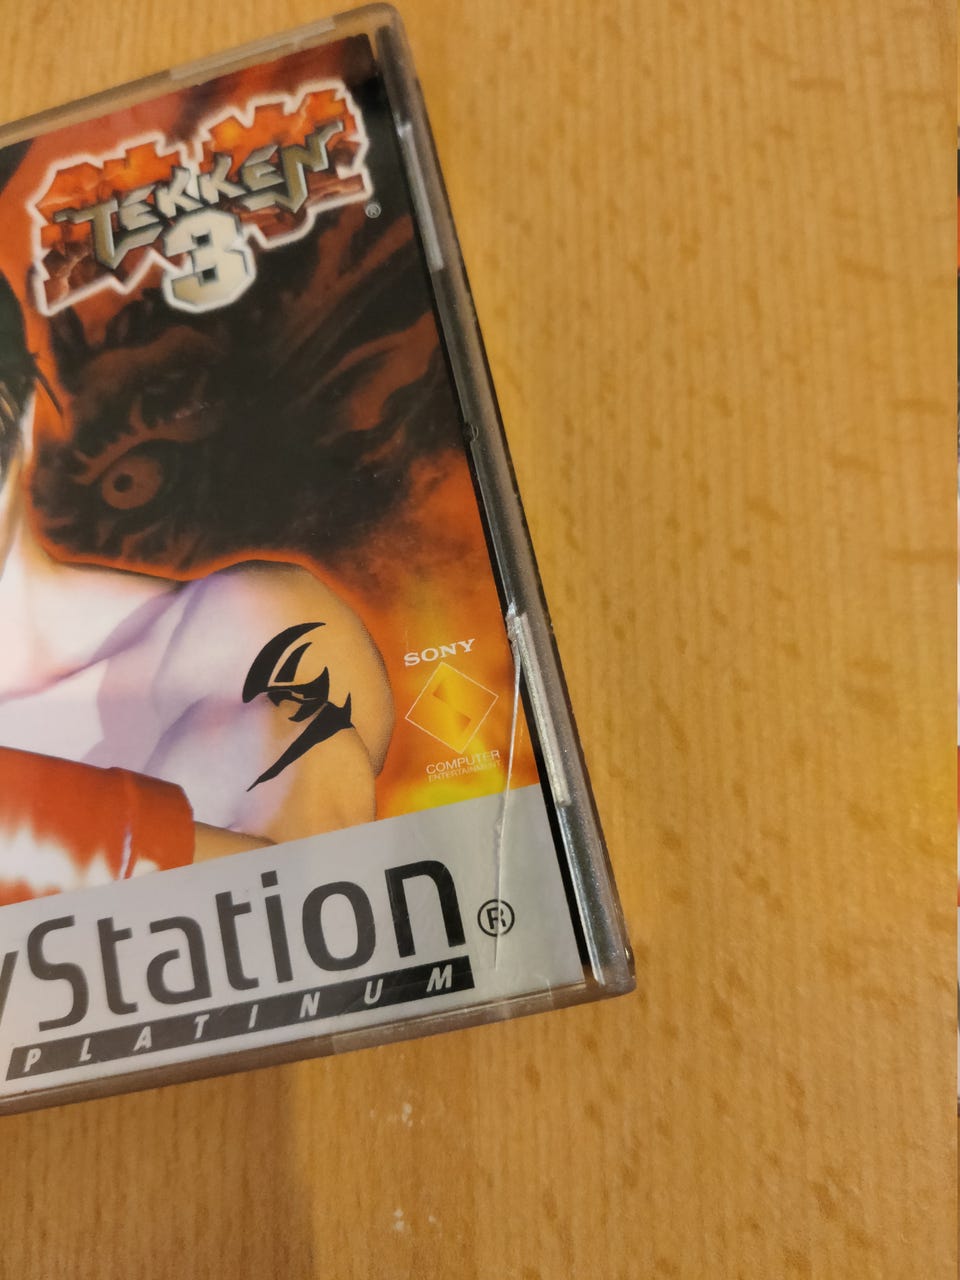 TEKKEN
3
®
SONY
COMPUTER
ENTERTAINMENT
yStation®
PLATINUM